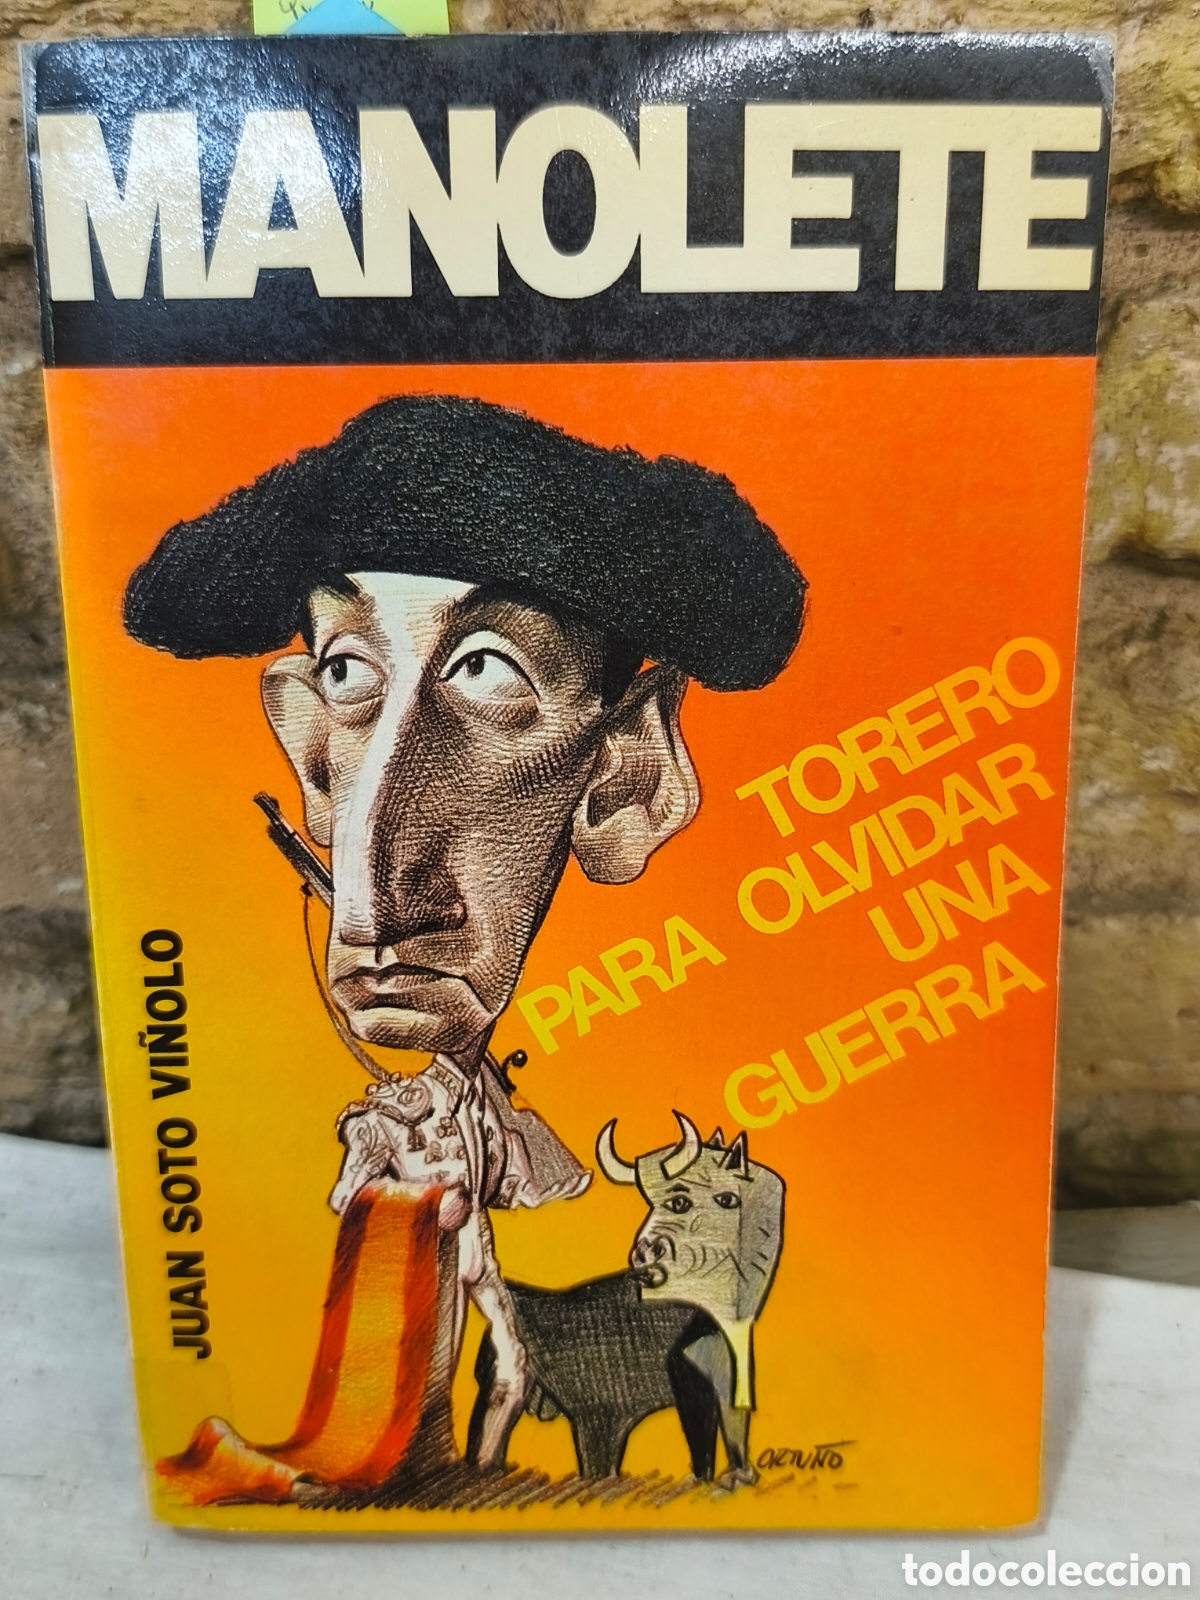 MANOLETE
TORERO
PARA OLVIDAR
UNA
GUERRA
JUAN SOTO VIÑOLO
ORTUÑO
todocoleccion